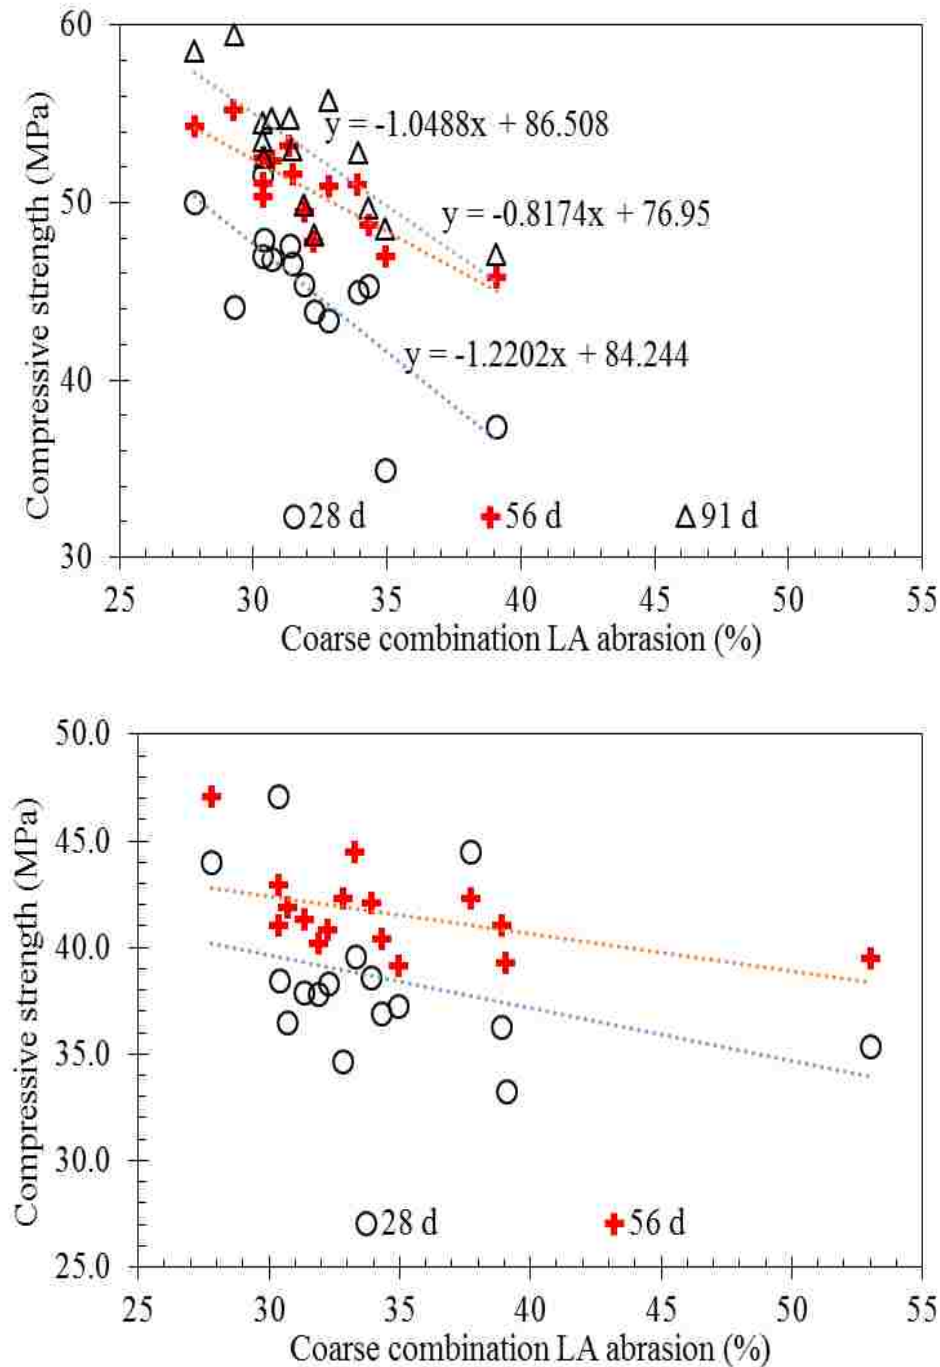 60
50
40
30
Compressive strength (MPa)
y = -1.0488x + 86.508
y = -0.8174x + 76.95
y = -1.2202x + 84.244
28 d 56 d 91 d
25 30 35 40 45 50 55
Coarse combination LA abrasion (%)
50.0
45.0
40.0
35.0
30.0
25.0
Compressive strength (MPa)
28 d 56 d
25 30 35 40 45 50 55
Coarse combination LA abrasion (%)